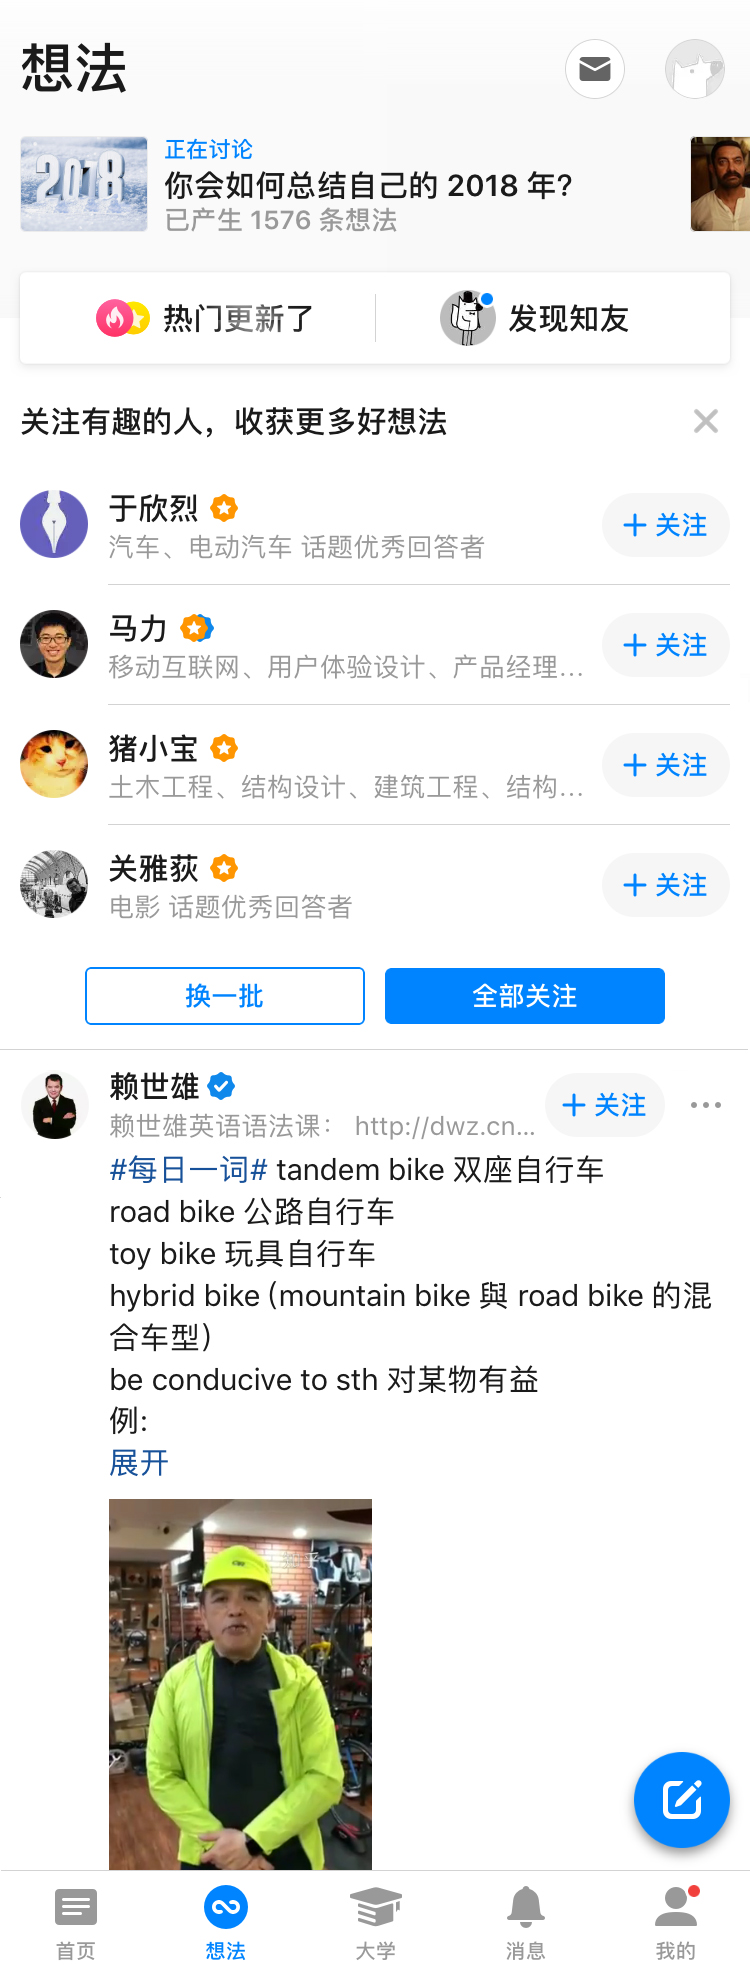 想法
2018
正在讨论
你会如何总结自己的 2018 年?
已产生 1576 条想法
热门更新了
发现知友
关注有趣的人，收获更多好想法
于欣烈
汽车、电动汽车 话题优秀回答者
+ 关注
马力
移动互联网、用户体验设计、产品经理...
+ 关注
猪小宝
土木工程、结构设计、建筑工程、结构...
+ 关注
关雅荻
电影 话题优秀回答者
+ 关注
换一批
全部关注
赖世雄
赖世雄英语语法课： http://dwz.cn...
+ 关注
#每日一词# tandem bike 双座自行车
road bike 公路自行车
toy bike 玩具自行车
hybrid bike (mountain bike 與 road bike 的混
合车型)
be conducive to sth 对某物有益
例:
展开
首页
想法
大学
消息
我的